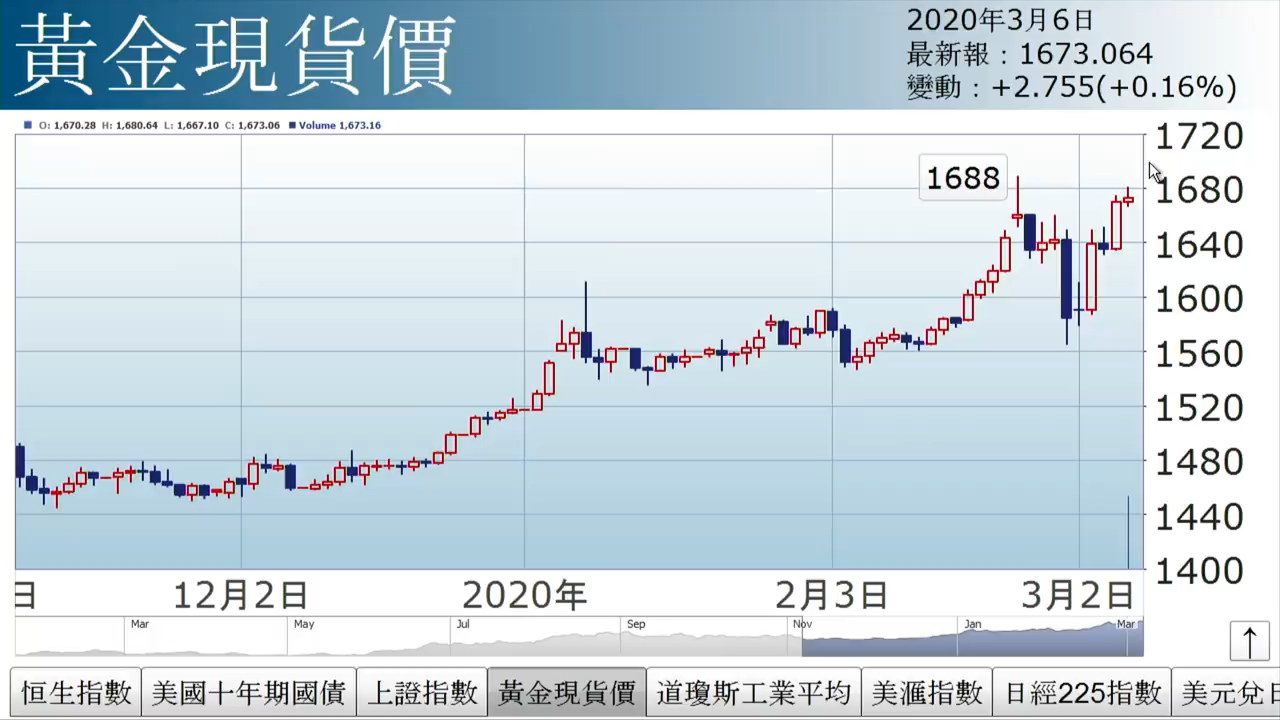 黃金現貨價
2020年3月6日
最新報：1673.064
變動：+2.755(+0.16%)
O: 1,670.28 H: 1,680.64 L: 1,667.10 C: 1,673.06 Volume 1,673.16
1720
1688
1680
1640
1600
1560
1520
1480
1440
1400
日 12月2日 2020年 2月3日 3月2日
Mar May Jul Sep Nov Jan Mar
↑
恒生指數 美國十年期國債 上證指數 黃金現貨價 道瓊斯工業平均 美滙指數 日經225指數 美元兌日